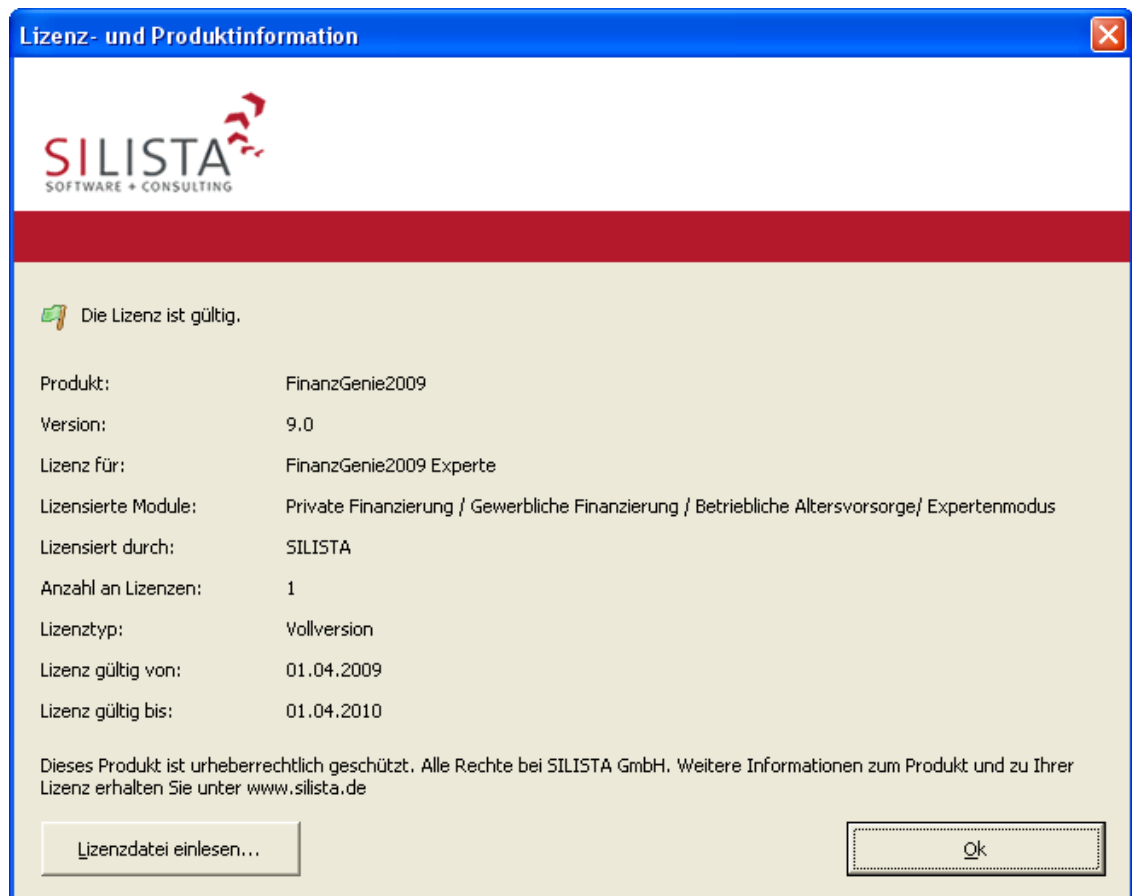 Lizenz- und Produktinformation
SILISTA
SOFTWARE + CONSULTING
Die Lizenz ist gültig.
Produkt: FinanzGenie2009
Version: 9.0
Lizenz für: FinanzGenie2009 Experte
Lizensierte Module: Private Finanzierung / Gewerbliche Finanzierung / Betriebliche Altersvorsorge/ Expertenmodus
Lizensiert durch: SILISTA
Anzahl an Lizenzen: 1
Lizenztyp: Vollversion
Lizenz gültig von: 01.04.2009
Lizenz gültig bis: 01.04.2010
Dieses Produkt ist urheberrechtlich geschützt. Alle Rechte bei SILISTA GmbH. Weitere Informationen zum Produkt und zu Ihrer
Lizenz erhalten Sie unter www.silista.de
Lizenzdatei einlesen... Ok